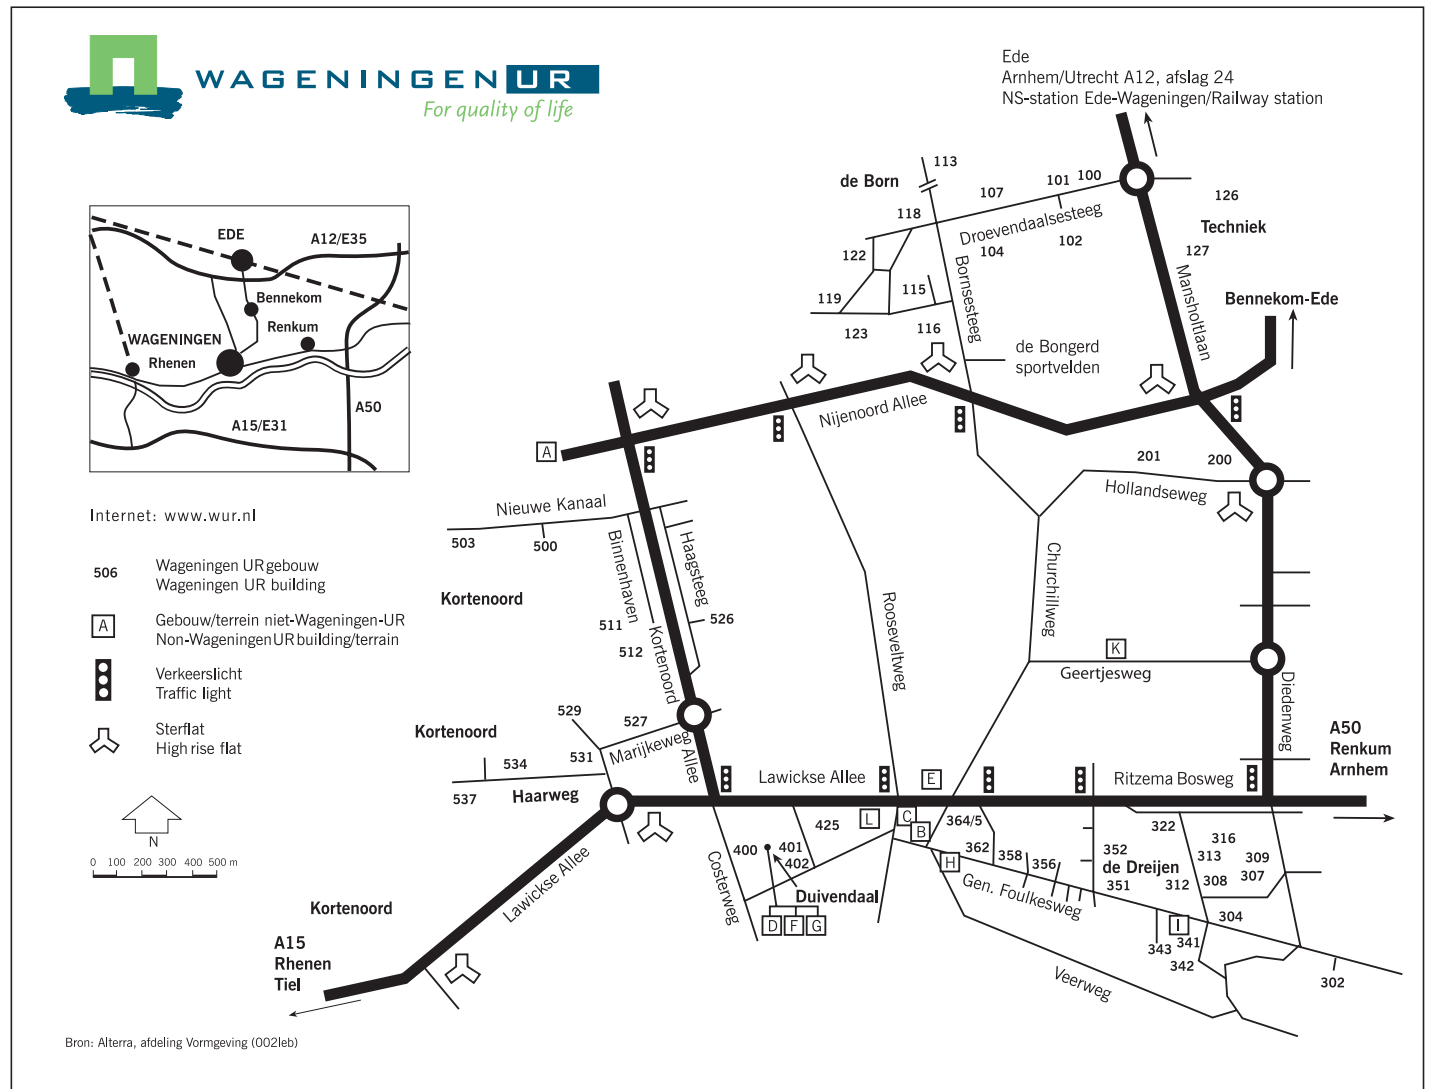 WAGENINGEN UR
For quality of life
Ede
Arnhem/Utrecht A12, afslag 24
NS-station Ede-Wageningen/Railway station
EDE
A12/E35
Bennekom
Renkum
WAGENINGEN
Rhenen
A50
A15/E31
Internet: www.wur.nl
506
Wageningen UR gebouw
Wageningen UR building
A
Gebouw/terrein niet-Wageningen-UR
Non-Wageningen UR building/terrain
Verkeerslicht
Traffic light
Sterflat
High rise flat
N
0 100 200 300 400 500 m
de Born
113
107
101
100
118
Droevendaalsesteeg
104
102
122
119
115
123
116
Bornsesteeg
126
Techniek
127
Mansholtlaan
Bennekom-Ede
de Bongerd
sportvelden
Nijenoord Allee
A
201
200
Hollandseweg
Nieuwe Kanaal
503
500
Binnenhaven
Haagsteeg
Kortenoord
511
512
526
Kortenoord
Allee
Rooseveltweg
Churchillweg
K
Geertjesweg
Diedenweg
529
527
Kortenoord
Marijkeweg
531
534
537
Haarweg
Lawickse Allee
E
Ritzema Bosweg
A50
Renkum
Arnhem
425
L
C
B
364/5
362
H
358
356
352
de Dreijen
351
322
316
313
309
307
308
312
304
400
401
402
Duivendaal
D
F
G
Costerweg
Gen. Foulkesweg
I
343
341
342
302
Veerweg
Lawickse Allee
Kortenoord
A15
Rhenen
Tiel
Bron: Alterra, afdeling Vormgeving (002leb)